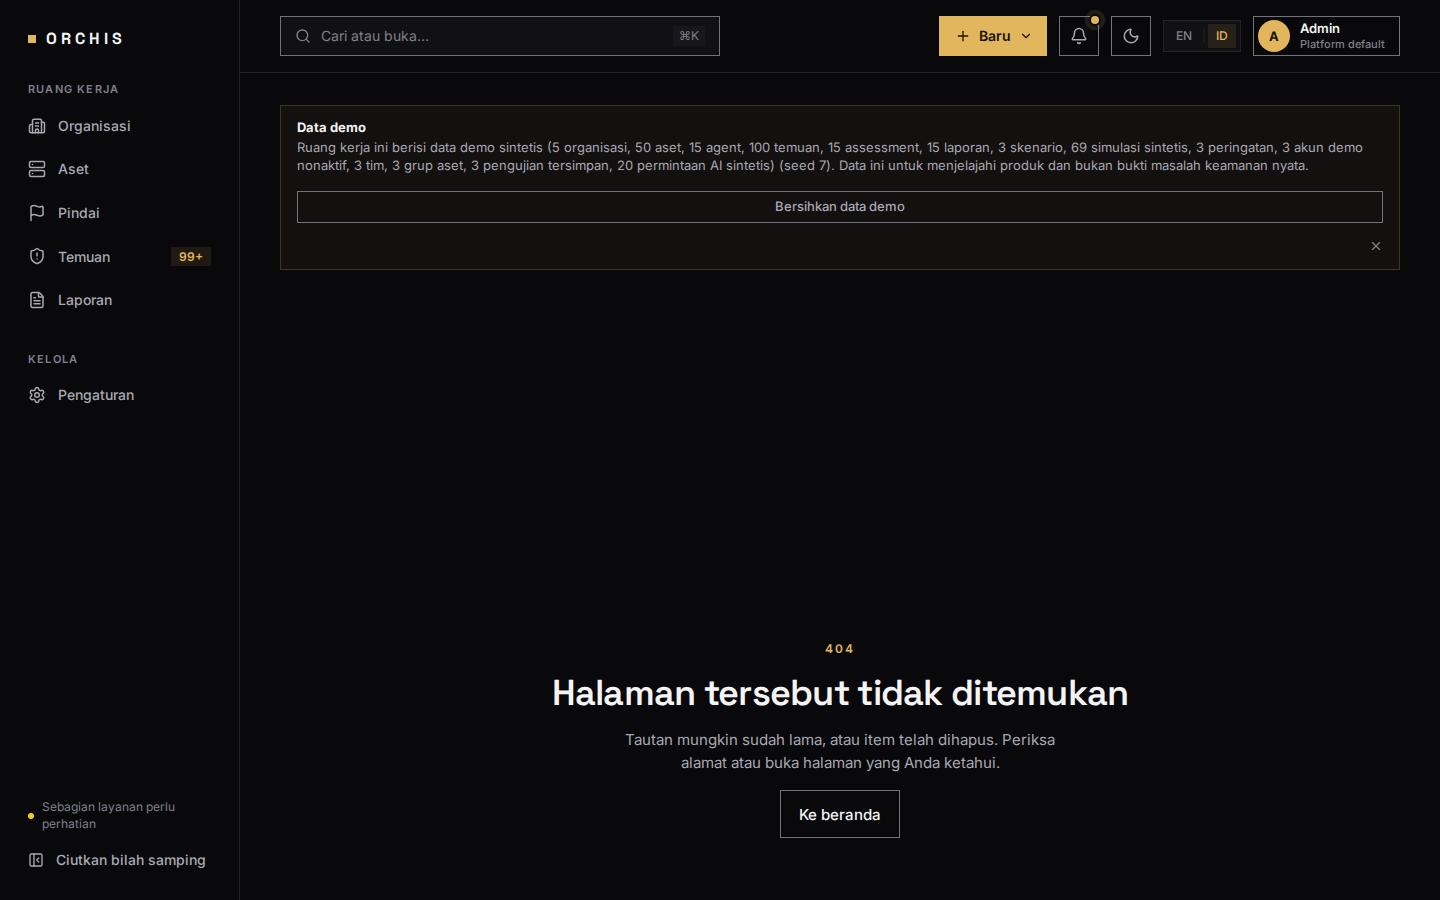 ORCHIS
Cari atau buka...
⌘K
Baru
EN
ID
A
Admin
Platform default
RUANG KERJA
Organisasi
Aset
Pindai
Temuan
99+
Laporan
KELOLA
Pengaturan
Data demo
Ruang kerja ini berisi data demo sintetis (5 organisasi, 50 aset, 15 agent, 100 temuan, 15 assessment, 15 laporan, 3 skenario, 69 simulasi sintetis, 3 peringatan, 3 akun demo
nonaktif, 3 tim, 3 grup aset, 3 pengujian tersimpan, 20 permintaan AI sintetis) (seed 7). Data ini untuk menjelajahi produk dan bukan bukti masalah keamanan nyata.
Bersihkan data demo
404
Halaman tersebut tidak ditemukan
Tautan mungkin sudah lama, atau item telah dihapus. Periksa
alamat atau buka halaman yang Anda ketahui.
Ke beranda
Sebagian layanan perlu
perhatian
Ciutkan bilah samping